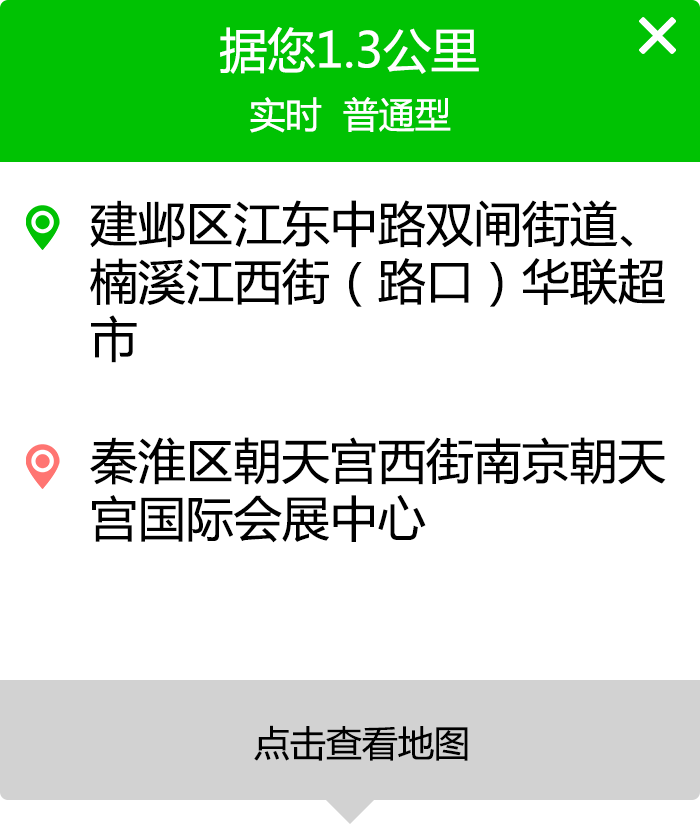 据您1.3公里
实时 普通型
建邺区江东中路双闸街道、
楠溪江西街（路口）华联超
市
秦淮区朝天宫西街南京朝天
宫国际会展中心
点击查看地图